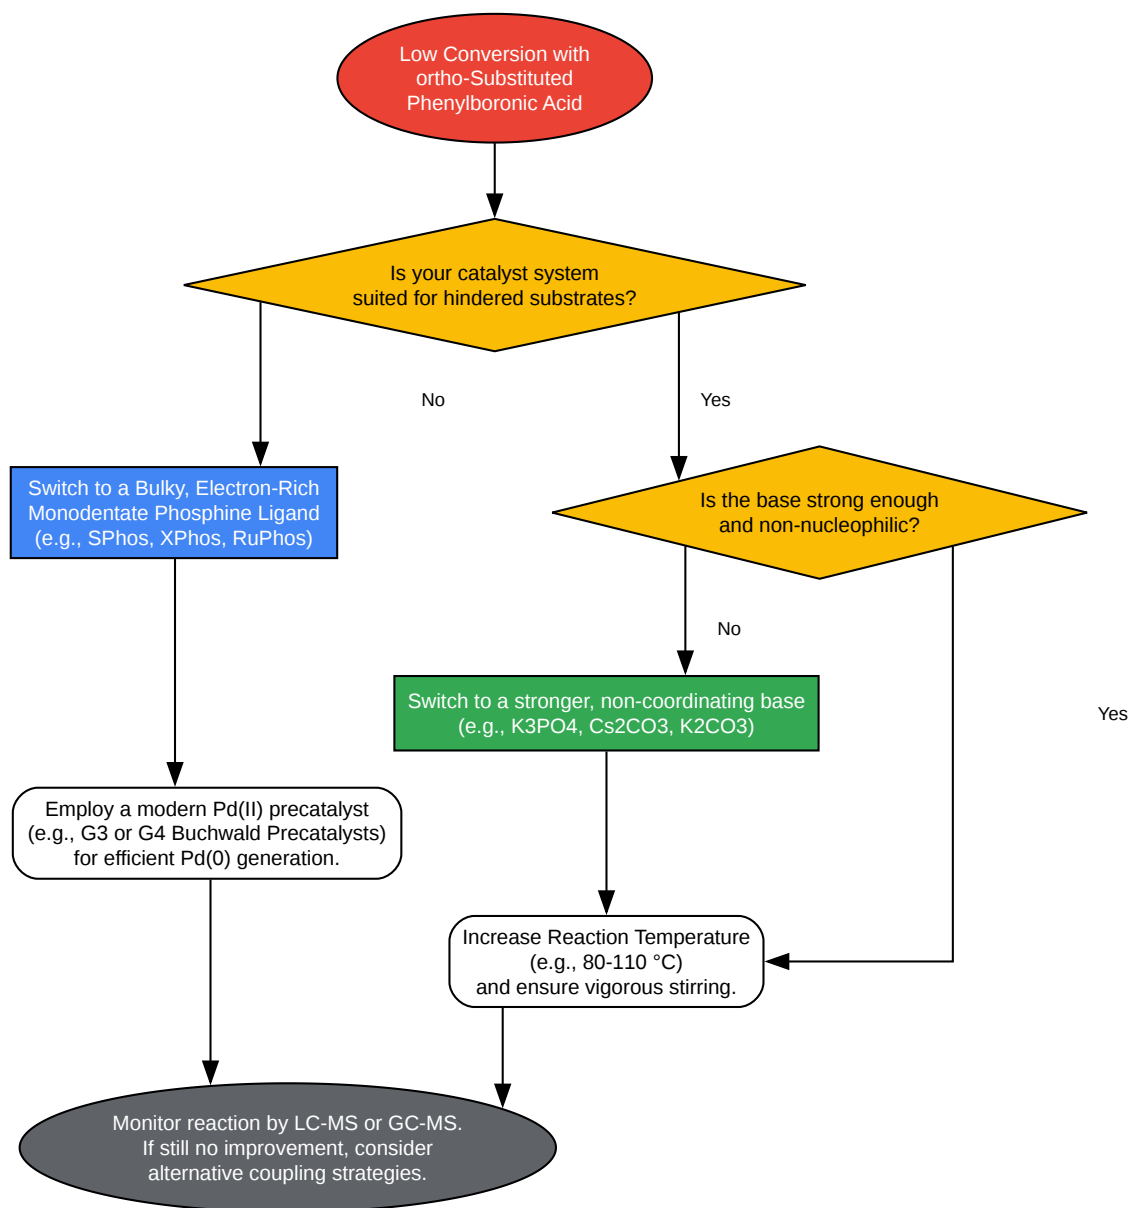 Low Conversion with
ortho-Substituted
Phenylboronic Acid
Is your catalyst system
suited for hindered substrates?
No
Yes
Switch to a Bulky, Electron-Rich
Monodentate Phosphine Ligand
(e.g., SPhos, XPhos, RuPhos)
Is the base strong enough
and non-nucleophilic?
No
Yes
Switch to a stronger, non-coordinating base
(e.g., K3PO4, Cs2CO3, K2CO3)
Employ a modern Pd(II) precatalyst
(e.g., G3 or G4 Buchwald Precatalysts)
for efficient Pd(0) generation.
Increase Reaction Temperature
(e.g., 80-110 °C)
and ensure vigorous stirring.
Monitor reaction by LC-MS or GC-MS.
If still no improvement, consider
alternative coupling strategies.